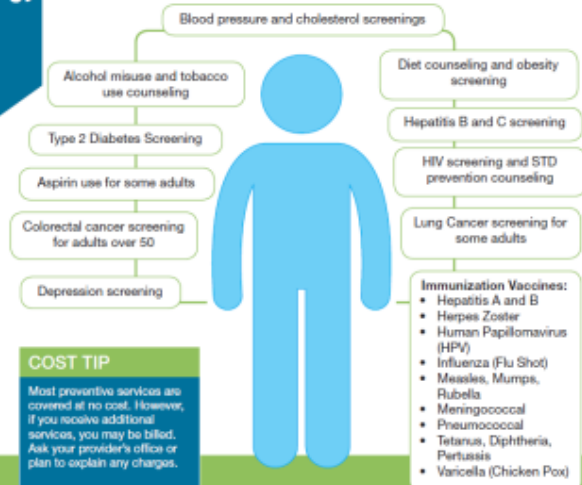 Blood pressure and cholesterol screenings
Alcohol misuse and tobacco
use counseling
Type 2 Diabetes Screening
Aspirin use for some adults
Colorectal cancer screening
for adults over 50
Depression screening
Diet counseling and obesity
screening
Hepatitis B and C screening
HIV screening and STD
prevention counseling
Lung Cancer screening for
some adults
Immunization Vaccines:
• Hepatitis A and B
• Herpes Zoster
• Human Papillomavirus
(HPV)
• Influenza (Flu Shot)
• Measles, Mumps,
Rubella
• Meningococcal
• Pneumococcal
• Tetanus, Diphtheria,
Pertussis
• Varicella (Chicken Pox)
COST TIP
Most preventive services are
covered at no cost. However,
if you receive additional
services, you may be billed.
Ask your provider's office or
plan to explain any charges.